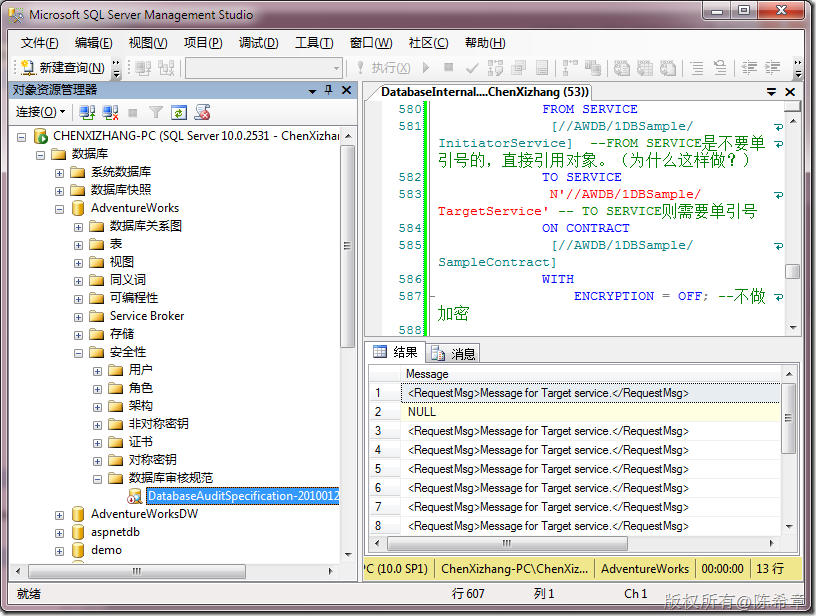 Microsoft SQL Server Management Studio
文件(F) 编辑(E) 视图(V) 项目(P) 调试(D) 工具(T) 窗口(W) 社区(C) 帮助(H)
新建查询(N) 执行(X)
对象资源管理器
连接(O)
CHENXIZHANG-PC (SQL Server 10.0.2531 - ChenXizhan
数据库
系统数据库
数据库快照
AdventureWorks
数据库关系图
表
视图
同义词
可编程性
Service Broker
存储
安全性
用户
角色
架构
非对称密钥
证书
对称密钥
数据库审核规范
DatabaseAuditSpecification-2010012
AdventureWorksDW
aspnetdb
demo
DatabaseInternal....ChenXizhang (53))
580 FROM SERVICE
581 [//AWDB/1DBSample/
InitiatorService] --FROM SERVICE是不要单
引号的，直接引用对象。（为什么这样做？）
582 TO SERVICE
583 N'//AWDB/1DBSample/
TargetService' -- TO SERVICE则需要单引号
584 ON CONTRACT
585 [//AWDB/1DBSample/
SampleContract]
586 WITH
587 ENCRYPTION = OFF; --不做
加密
588
结果 消息
Message
1 <RequestMsg>Message for Target service.</RequestMsg>
2 NULL
3 <RequestMsg>Message for Target service.</RequestMsg>
4 <RequestMsg>Message for Target service.</RequestMsg>
5 <RequestMsg>Message for Target service.</RequestMsg>
6 <RequestMsg>Message for Target service.</RequestMsg>
7 <RequestMsg>Message for Target service.</RequestMsg>
8 <RequestMsg>Message for Target service.</RequestMsg>
PC (10.0 SP1) ChenXizhang-PC\ChenXiz... AdventureWorks 00:00:00 13 行
就绪 行 607 列 1 Ch 1
版权所有@陈希章